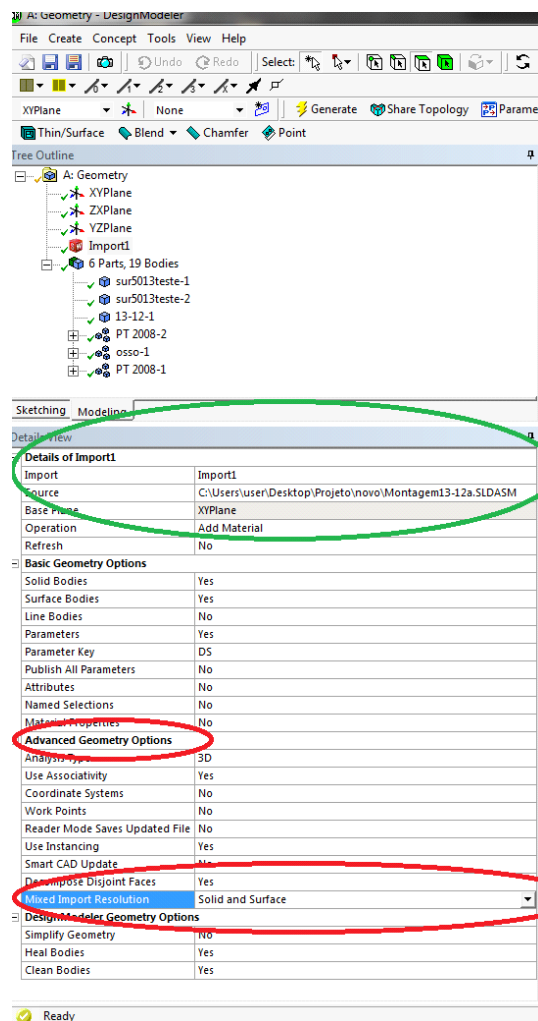 A: Geometry - DesignModeler
File Create Concept Tools View Help
Undo Redo Select:
XYPlane None Generate Share Topology Parame
Thin/Surface Blend Chamfer Point
Tree Outline
A: Geometry
XYPlane
ZXPlane
YZPlane
Import1
6 Parts, 19 Bodies
sur5013teste-1
sur5013teste-2
13-12-1
PT 2008-2
osso-1
PT 2008-1
Sketching Modeling
Details View
Details of Import1
Import Import1
Source C:\Users\user\Desktop\Projeto\novo\Montagem13-12a.SLDASM
Base Plane XYPlane
Operation Add Material
Refresh No
Basic Geometry Options
Solid Bodies Yes
Surface Bodies Yes
Line Bodies No
Parameters Yes
Parameter Key DS
Publish All Parameters No
Attributes No
Named Selections No
Material Properties No
Advanced Geometry Options
Analysis Type 3D
Use Associativity Yes
Coordinate Systems No
Work Points No
Reader Mode Saves Updated File No
Use Instancing Yes
Smart CAD Update No
Decompose Disjoint Faces Yes
Mixed Import Resolution Solid and Surface
DesignModeler Geometry Options
Simplify Geometry No
Heal Bodies Yes
Clean Bodies Yes
Ready